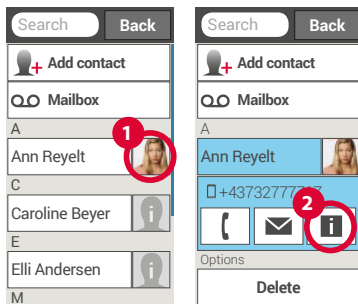 Search Back
Add contact
Mailbox
A
1
Ann Reyelt
C
Caroline Beyer
i
E
Elli Andersen
i
M
Search Back
Add contact
Mailbox
A
Ann Reyelt
2
i
Options
Delete